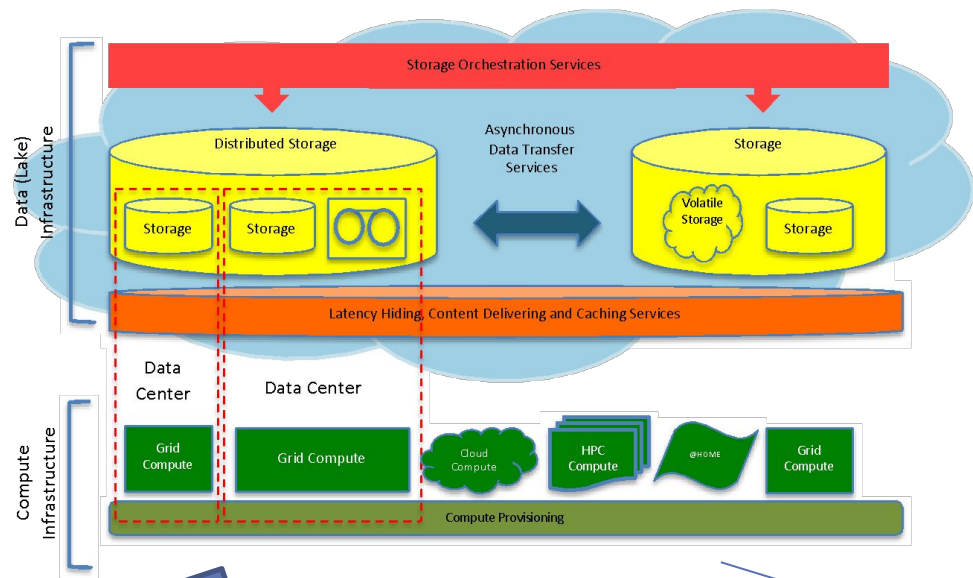 Storage Orchestration Services
Data (Lake)
Infrastructure
Distributed Storage
Asynchronous
Data Transfer
Services
Storage
Storage
Storage
Volatile
Storage
Storage
Latency Hiding, Content Delivering and Caching Services
Data
Center
Data Center
Compute
Infrastructure
Grid
Compute
Grid Compute
Cloud
Compute
HPC
Compute
@HOME
Grid
Compute
Compute Provisioning